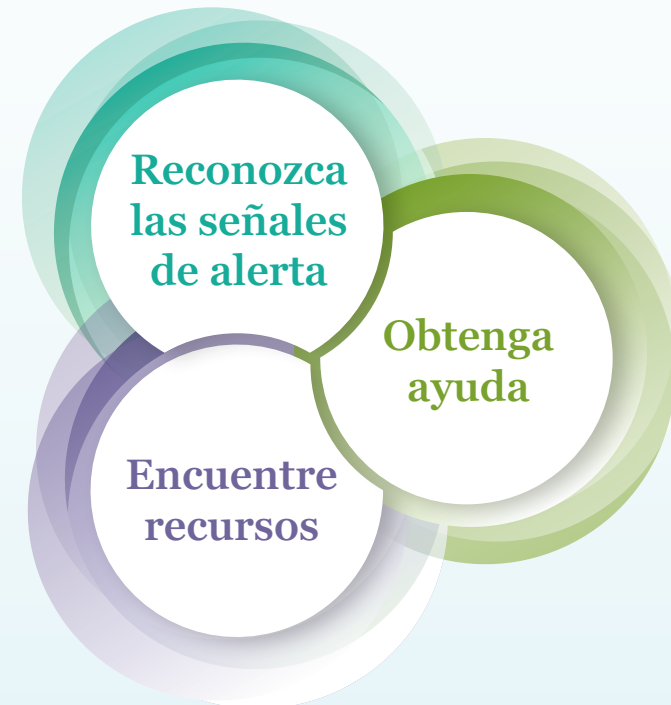 Reconozca
las señales
de alerta
Obtenga
ayuda
Encuentre
recursos